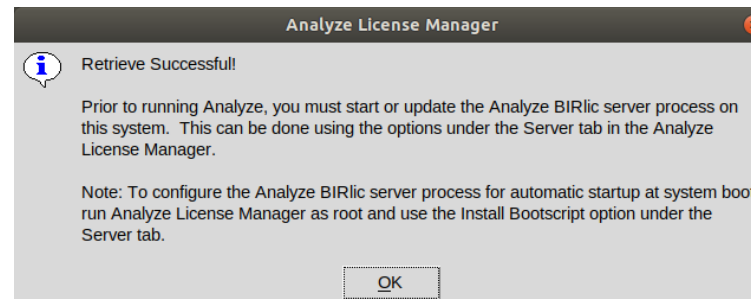 Analyze License Manager
Retrieve Successful!
Prior to running Analyze, you must start or update the Analyze BIRlic server process on
this system. This can be done using the options under the Server tab in the Analyze
License Manager.
Note: To configure the Analyze BIRlic server process for automatic startup at system boot
run Analyze License Manager as root and use the Install Bootscript option under the
Server tab.
OK